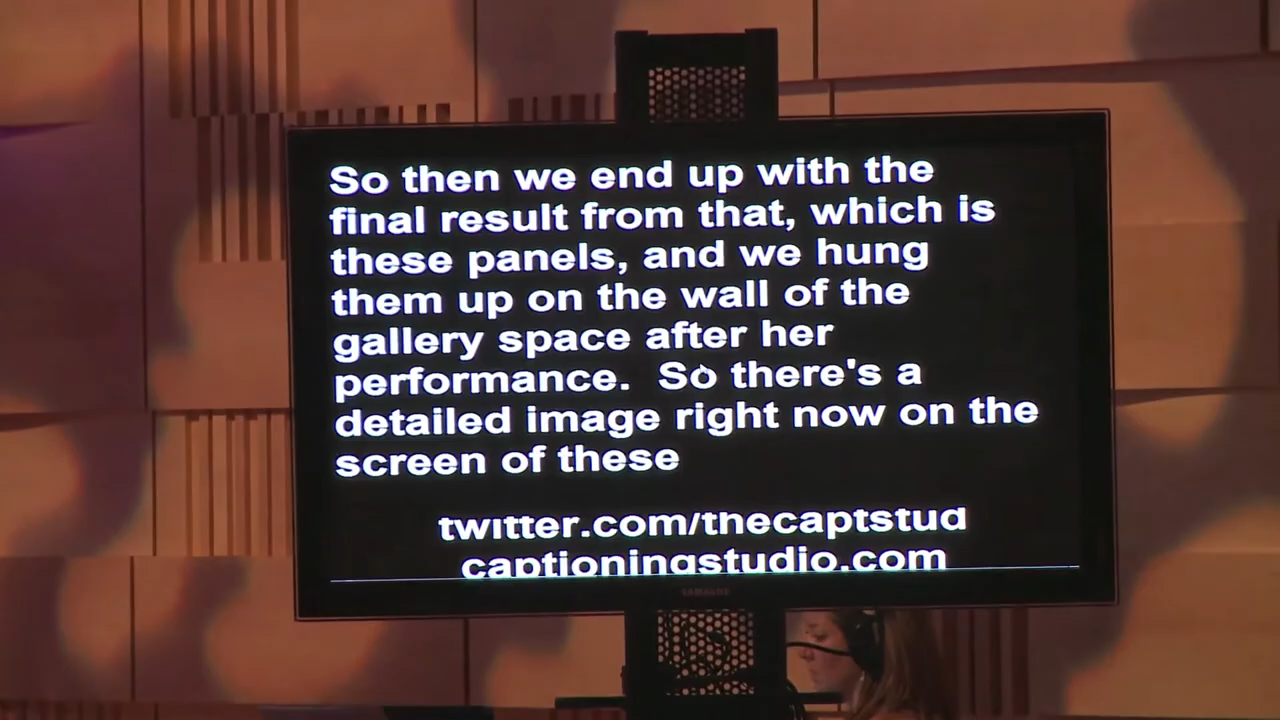 So then we end up with the
final result from that, which is
these panels, and we hung
them up on the wall of the
gallery space after her
performance.  So there's a
detailed image right now on the
screen of these
twitter.com/thecaptstud
captioningstudio.com
SAMSUNG